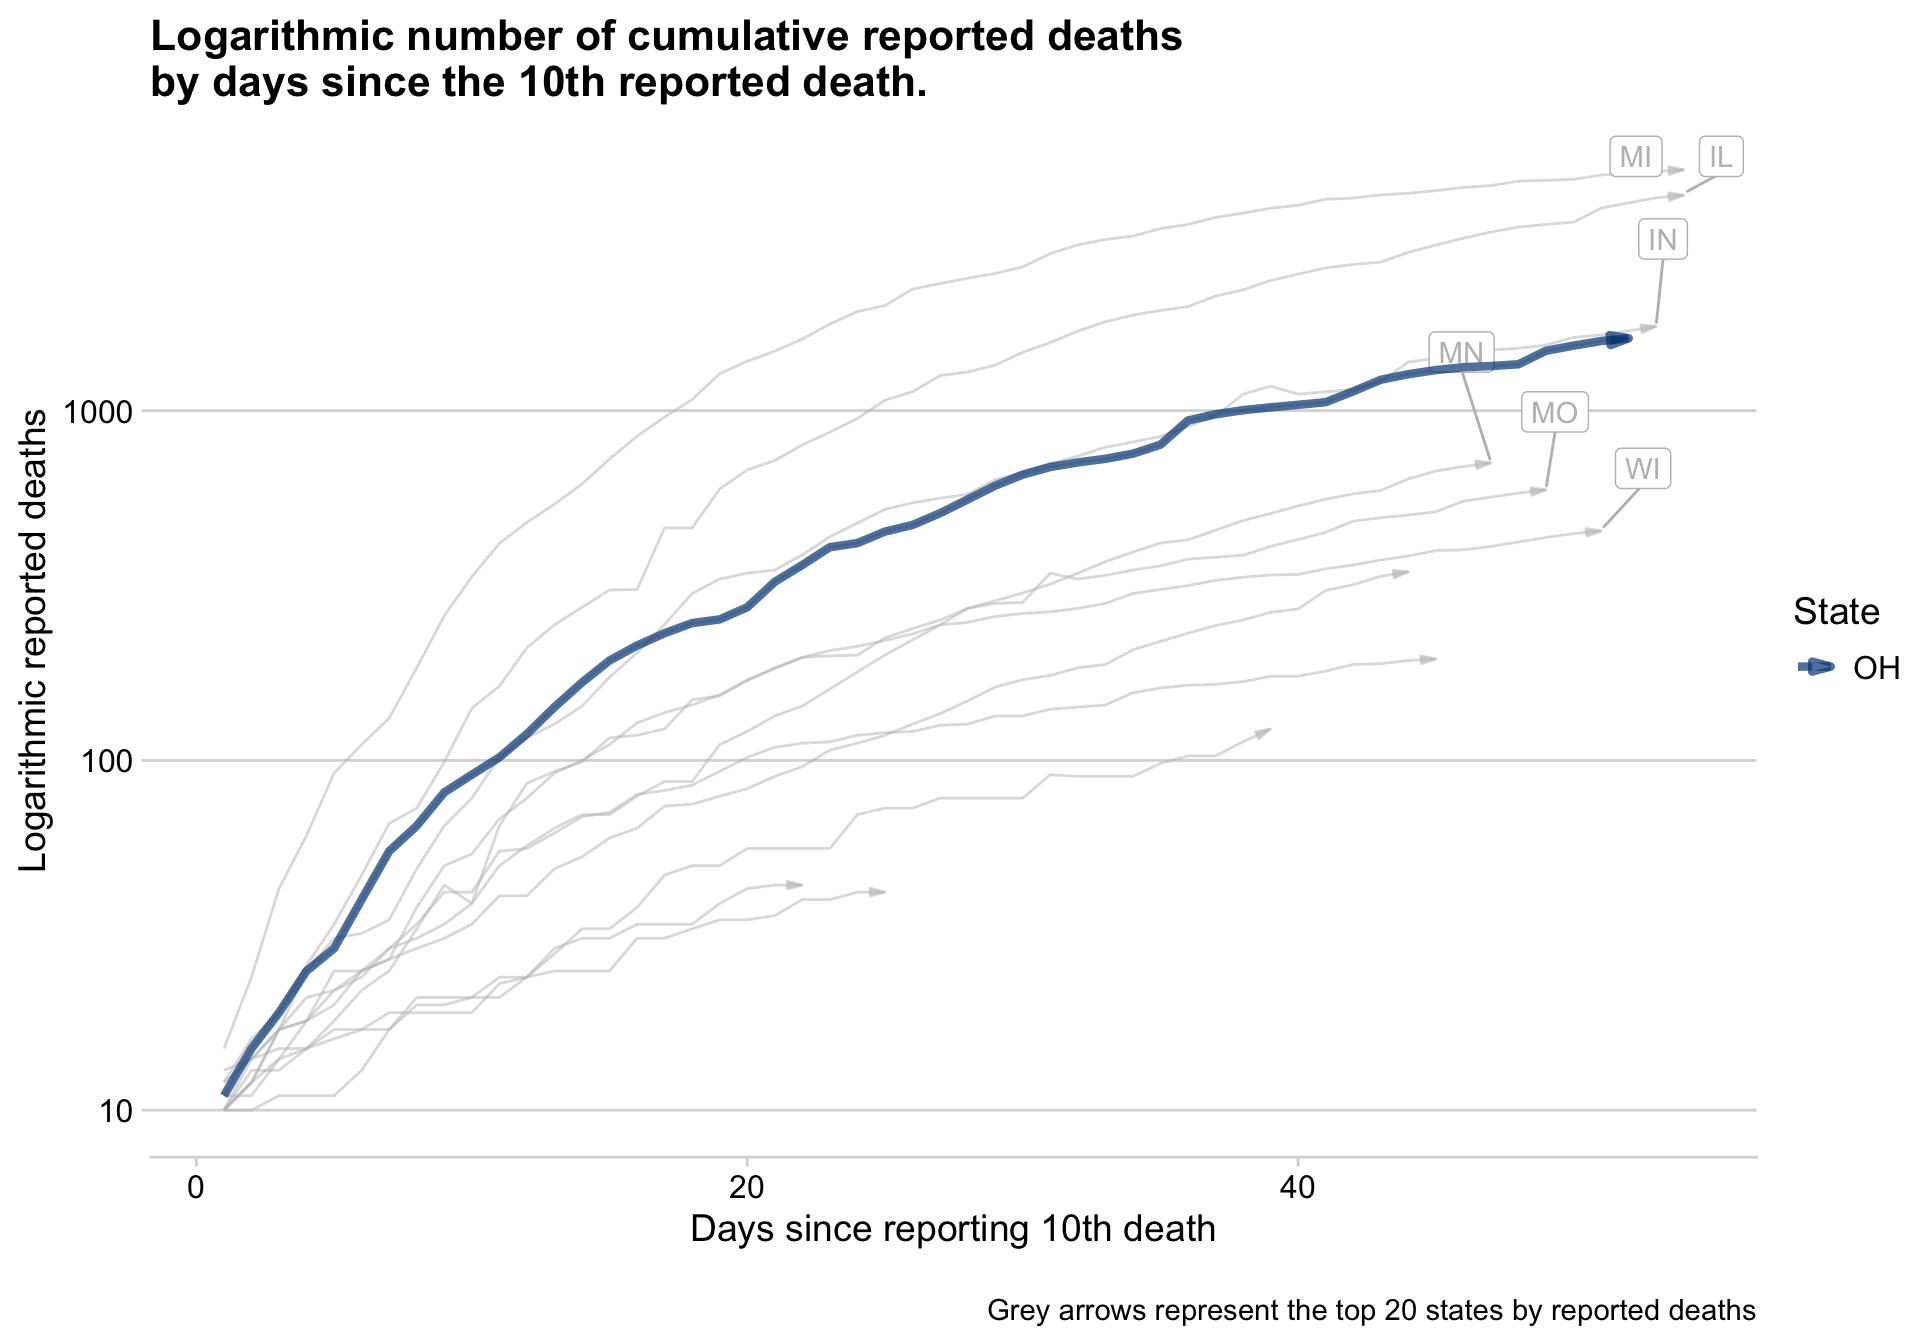 Logarithmic number of cumulative reported deaths
by days since the 10th reported death.
MI
IL
IN
MN
MO
WI
1000
100
10
Logarithmic reported deaths
0
20
40
Days since reporting 10th death
State
OH
Grey arrows represent the top 20 states by reported deaths